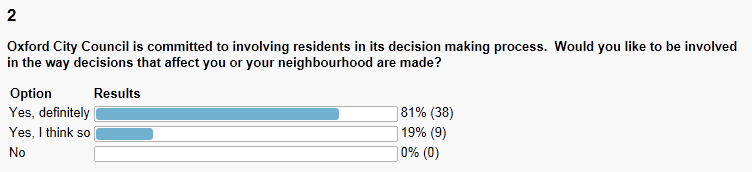 2
Oxford City Council is committed to involving residents in its decision making process.  Would you like to be involved
in the way decisions that affect you or your neighbourhood are made?
Option Results
Yes, definitely 81% (38)
Yes, I think so 19% (9)
No 0% (0)